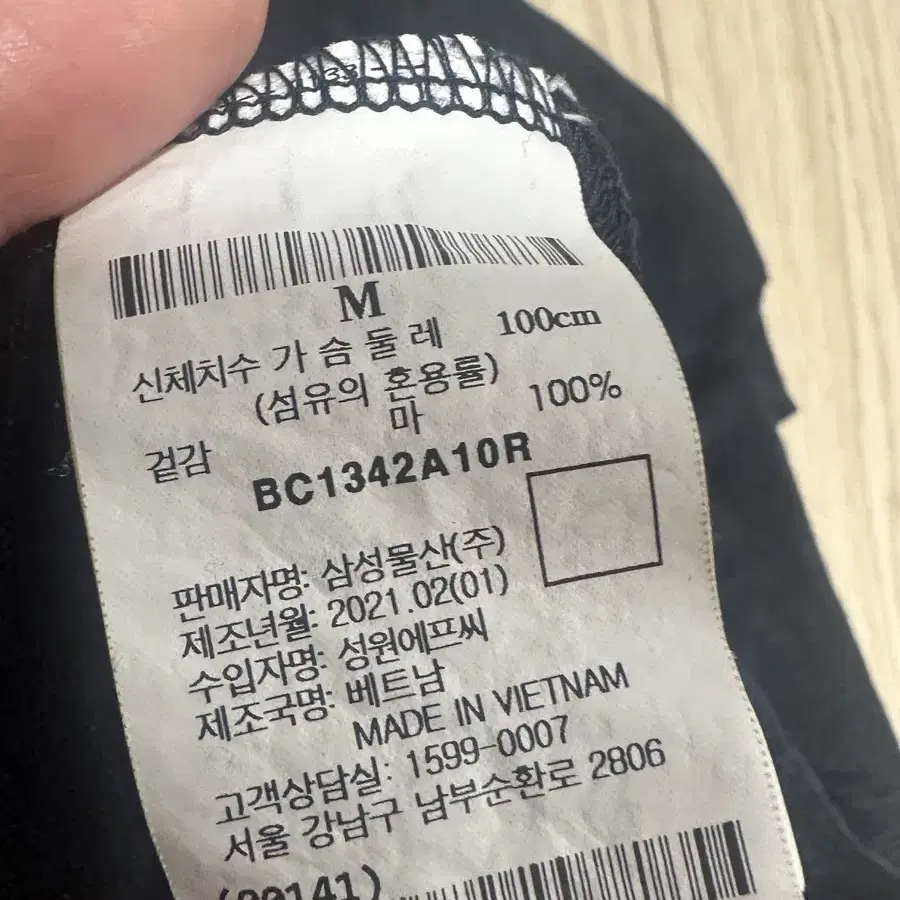 M
신체치수 가 슴 둘 레 100cm
(섬유의 혼용률)
겉감 마 100%
BC1342A10R
판매자명: 삼성물산(주)
제조년월: 2021.02(01)
수입자명: 성원에프씨
제조국명: 베트남
MADE IN VIETNAM
고객상담실: 1599-0007
서울 강남구 남부순환로 2806
(00141)